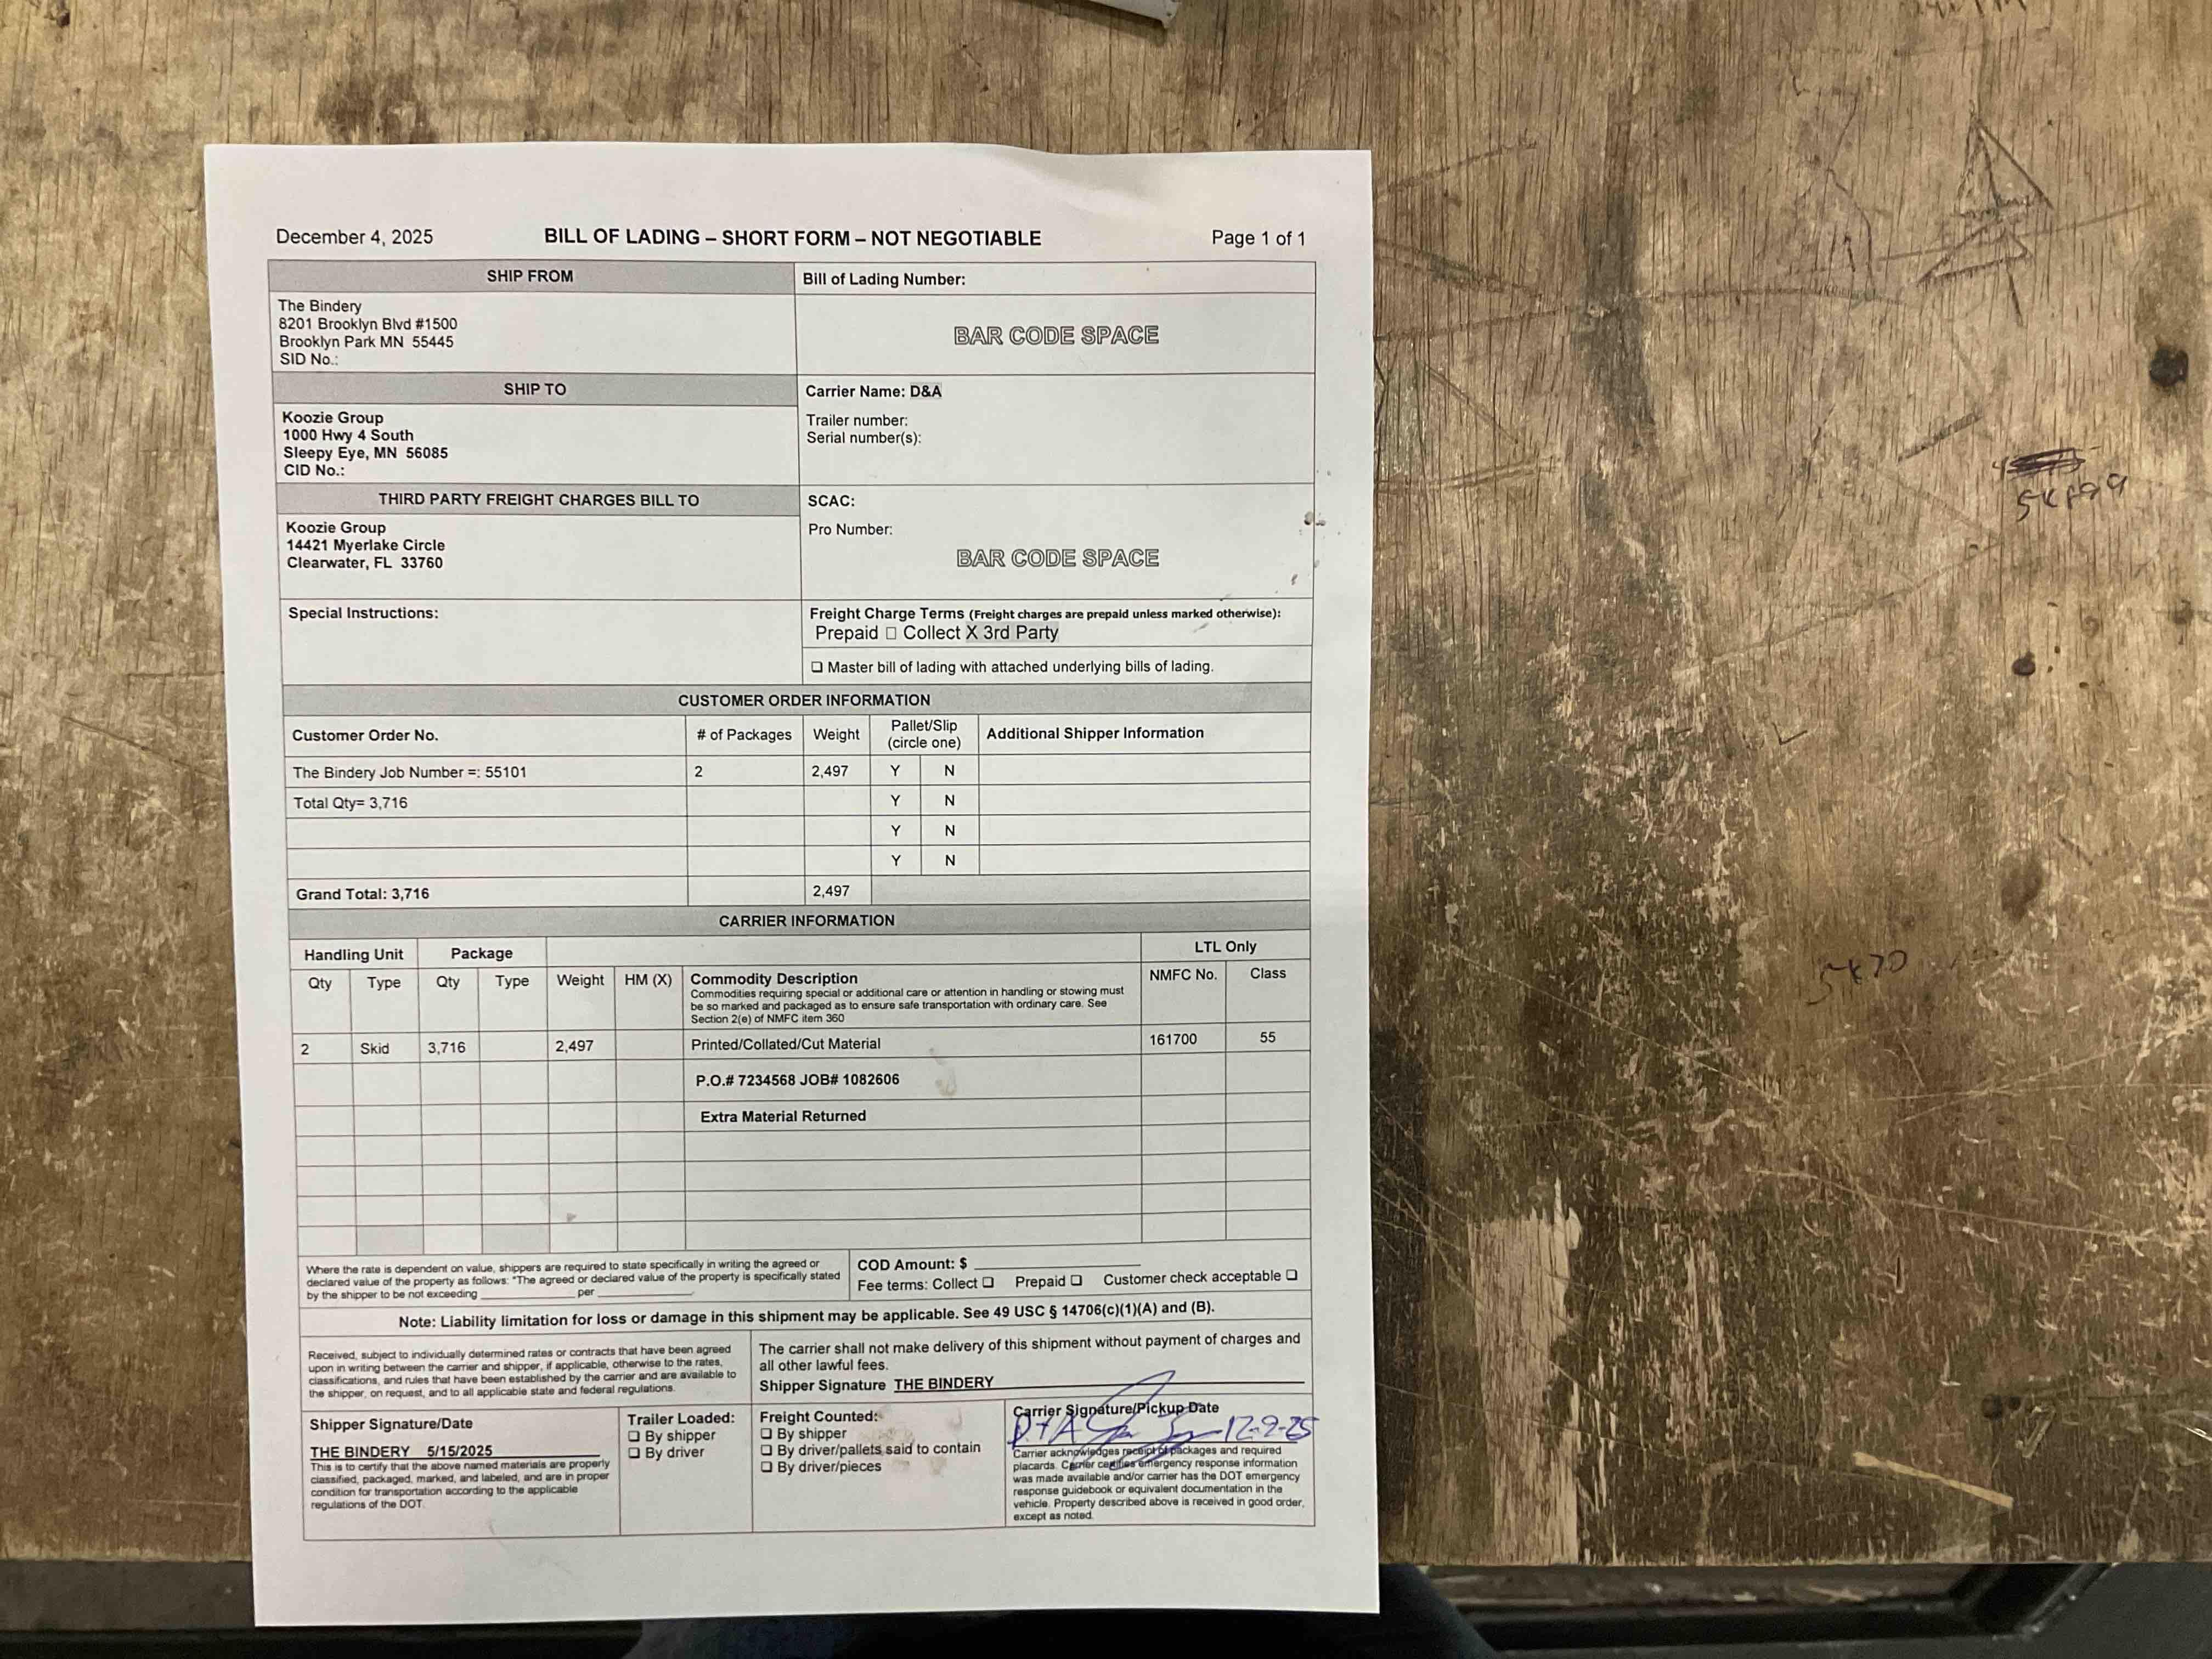 December 4, 2025
BILL OF LADING – SHORT FORM – NOT NEGOTIABLE
Page 1 of 1
SHIP FROM
The Bindery
8201 Brooklyn Blvd #1500
Brooklyn Park MN 55445
SID No.:
Bill of Lading Number:
BAR CODE SPACE
SHIP TO
Koozie Group
1000 Hwy 4 South
Sleepy Eye, MN 56085
CID No.:
Carrier Name: D&A
Trailer number:
Serial number(s):
THIRD PARTY FREIGHT CHARGES BILL TO
Koozie Group
14421 Myerlake Circle
Clearwater, FL 33760
SCAC:
Pro Number:
BAR CODE SPACE
Special Instructions:
Freight Charge Terms (Freight charges are prepaid unless marked otherwise):
Prepaid ☐ Collect X 3rd Party
❑ Master bill of lading with attached underlying bills of lading.
CUSTOMER ORDER INFORMATION
Customer Order No. # of Packages Weight Pallet/Slip (circle one) Additional Shipper Information
The Bindery Job Number =: 55101 2 2,497 Y N
Total Qty= 3,716 Y N
Y N
Y N
Grand Total: 3,716 2,497
CARRIER INFORMATION
Handling Unit Package LTL Only
Qty Type Qty Type Weight HM (X) Commodity Description NMFC No. Class
Commodities requiring special or additional care or attention in handling or stowing must
be so marked and packaged as to ensure safe transportation with ordinary care. See
Section 2(e) of NMFC item 360
2 Skid 3,716 2,497 Printed/Collated/Cut Material 161700 55
P.O.# 7234568 JOB# 1082606
Extra Material Returned
Where the rate is dependent on value, shippers are required to state specifically in writing the agreed or
declared value of the property as follows: "The agreed or declared value of the property is specifically stated
by the shipper to be not exceeding ____________ per ____________.
COD Amount: $ ____________
Fee terms: Collect ❑ Prepaid ❑ Customer check acceptable ❑
Note: Liability limitation for loss or damage in this shipment may be applicable. See 49 USC § 14706(c)(1)(A) and (B).
Received, subject to individually determined rates or contracts that have been agreed
upon in writing between the carrier and shipper, if applicable, otherwise to the rates,
classifications, and rules that have been established by the carrier and are available to
the shipper, on request, and to all applicable state and federal regulations.
The carrier shall not make delivery of this shipment without payment of charges and
all other lawful fees.
Shipper Signature THE BINDERY
Shipper Signature/Date
THE BINDERY 5/15/2025
This is to certify that the above named materials are properly
classified, packaged, marked, and labeled, and are in proper
condition for transportation according to the applicable
regulations of the DOT.
Trailer Loaded:
❑ By shipper
❑ By driver
Freight Counted:
❑ By shipper
❑ By driver/pallets said to contain
❑ By driver/pieces
Carrier Signature/Pickup Date
D+A 12-9-25
Carrier acknowledges receipt of packages and required
placards. Carrier certifies emergency response information
was made available and/or carrier has the DOT emergency
response guidebook or equivalent documentation in the
vehicle. Property described above is received in good order,
except as noted.
5K70